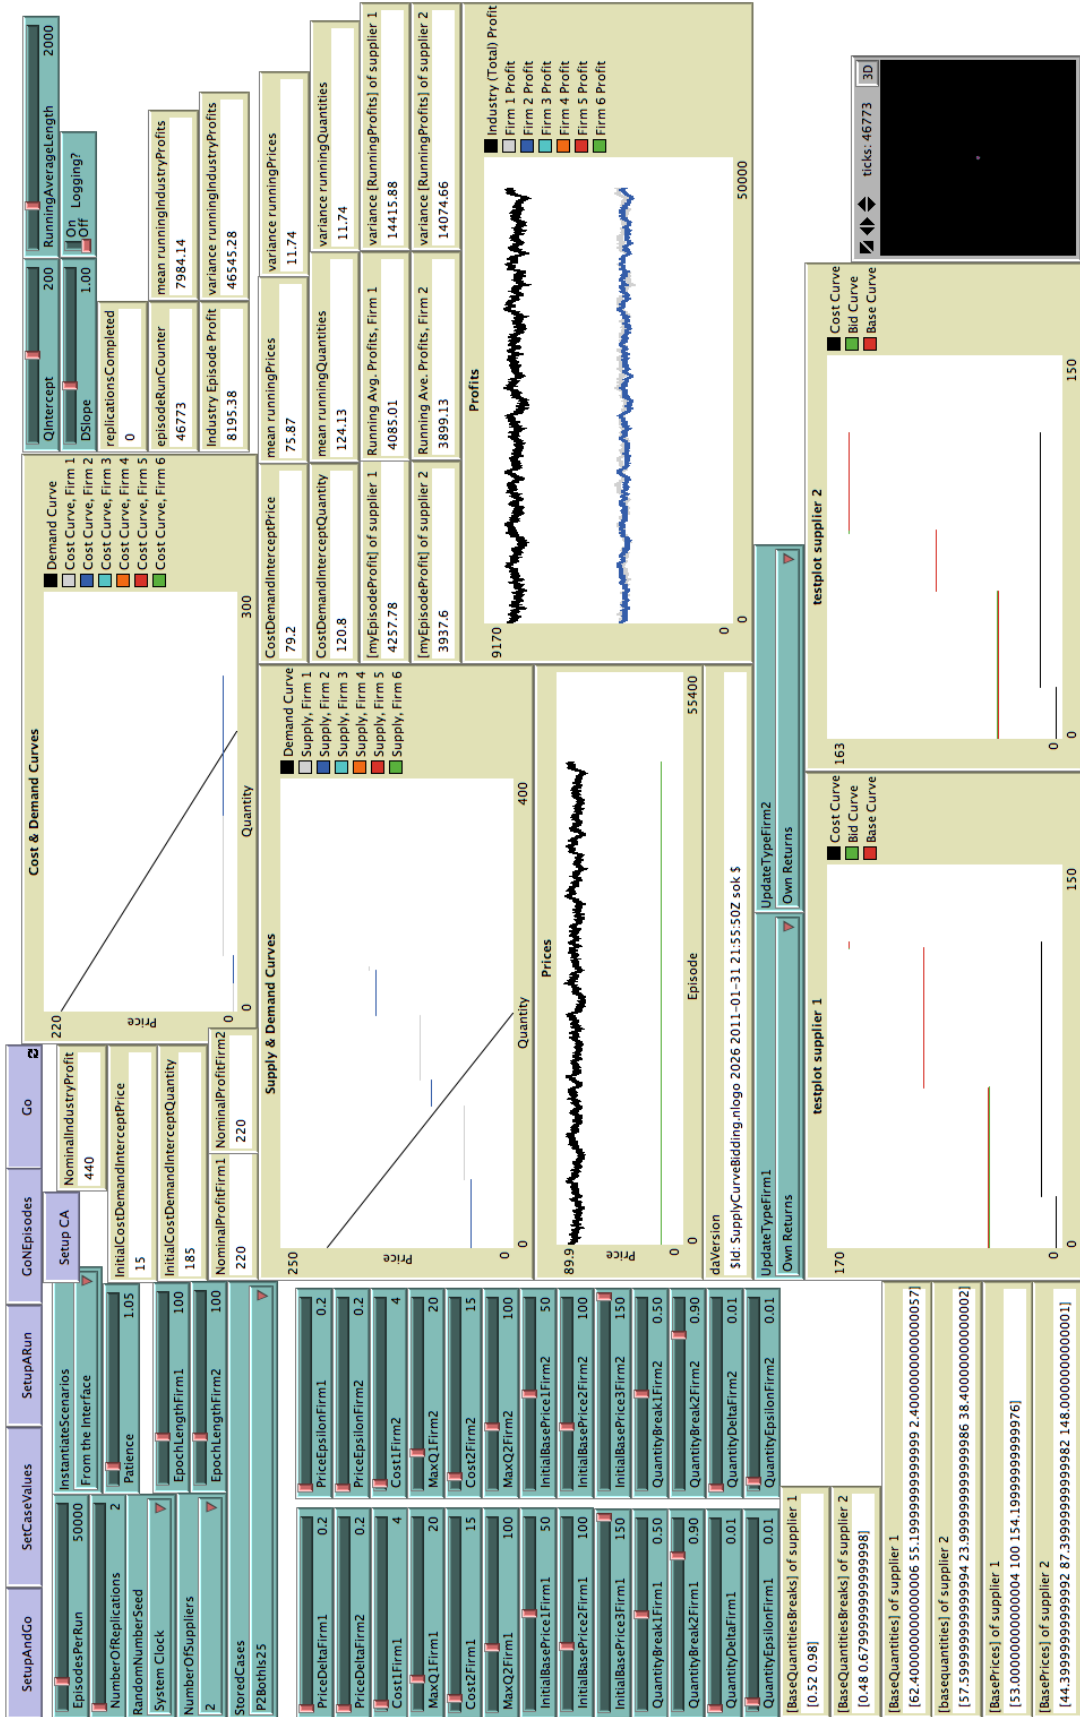 SetupAndGo
SetCaseValues
SetupARun
GoNEpisodes
Go
EpisodesPerRun 50000
NumberOfReplications 2
RandomNumberSeed
System Clock
NumberOfSuppliers
2
StoredCases
P2BothIs25
InstantiateScenarios
From the Interface
Patience 1.05
EpochLengthFirm1 100
EpochLengthFirm2 100
Setup CA
NominalIndustryProfit
440
InitialCostDemandInterceptPrice
15
InitialCostDemandInterceptQuantity
185
NominalProfitFirm1
220
NominalProfitFirm2
220
Cost & Demand Curves
220
Price
0
0
Quantity
300
Demand Curve
Cost Curve, Firm 1
Cost Curve, Firm 2
Cost Curve, Firm 3
Cost Curve, Firm 4
Cost Curve, Firm 5
Cost Curve, Firm 6
QIntercept 200
RunningAverageLength 2000
DSlope 1.00
On
Off
Logging?
replicationsCompleted
0
episodeRunCounter
46773
mean runningIndustryProfits
7984.14
Industry Episode Profit
8195.38
variance runningIndustryProfits
46545.28
PriceDeltaFirm1 0.2
PriceDeltaFirm2 0.2
Cost1Firm1 4
MaxQ1Firm1 20
Cost2Firm1 15
MaxQ2Firm1 100
InitialBasePrice1Firm1 50
InitialBasePrice2Firm1 100
InitialBasePrice3Firm1 150
QuantityBreak1Firm1 0.50
QuantityBreak2Firm1 0.90
QuantityDeltaFirm1 0.01
QuantityEpsilonFirm1 0.01
PriceEpsilonFirm1 0.2
PriceEpsilonFirm2 0.2
Cost1Firm2 4
MaxQ1Firm2 20
Cost2Firm2 15
MaxQ2Firm2 100
InitialBasePrice1Firm2 50
InitialBasePrice2Firm2 100
InitialBasePrice3Firm2 150
QuantityBreak1Firm2 0.50
QuantityBreak2Firm2 0.90
QuantityDeltaFirm2 0.01
QuantityEpsilonFirm2 0.01
Supply & Demand Curves
250
Price
0
0
Quantity
400
Demand Curve
Supply, Firm 1
Supply, Firm 2
Supply, Firm 3
Supply, Firm 4
Supply, Firm 5
Supply, Firm 6
CostDemandInterceptPrice
79.2
mean runningPrices
75.87
variance runningPrices
11.74
CostDemandInterceptQuantity
120.8
mean runningQuantities
124.13
variance runningQuantities
11.74
[myEpisodeProfit] of supplier 1
4257.78
Running Avg. Profits, Firm 1
4085.01
variance [RunningProfits] of supplier 1
14415.88
[myEpisodeProfit] of supplier 2
3937.6
Running Ave. Profits, Firm 2
3899.13
variance [RunningProfits] of supplier 2
14074.66
Prices
89.9
Price
0
0
Episode
55400
Profits
9170
0
0
50000
Industry (Total) Profit
Firm 1 Profit
Firm 2 Profit
Firm 3 Profit
Firm 4 Profit
Firm 5 Profit
Firm 6 Profit
daVersion
$Id: SupplyCurveBidding.nlogo 2026 2011-01-31 21:55:50Z sok $
UpdateTypeFirm1
Own Returns
UpdateTypeFirm2
Own Returns
[BaseQuantitiesBreaks] of supplier 1
[0.52 0.98]
[BaseQuantitiesBreaks] of supplier 2
[0.48 0.6799999999999998]
[BaseQuantities] of supplier 1
[62.400000000000006 55.19999999999999 2.4000000000000057]
[basequantities] of supplier 2
[57.59999999999994 23.999999999999986 38.40000000000002]
[BasePrices] of supplier 1
[53.00000000000004 100 154.19999999999976]
[BasePrices] of supplier 2
[44.39999999999992 87.39999999999982 148.00000000000001]
testplot supplier 1
170
0
0
150
Cost Curve
Bid Curve
Base Curve
testplot supplier 2
163
0
0
150
Cost Curve
Bid Curve
Base Curve
ticks: 46773
3D